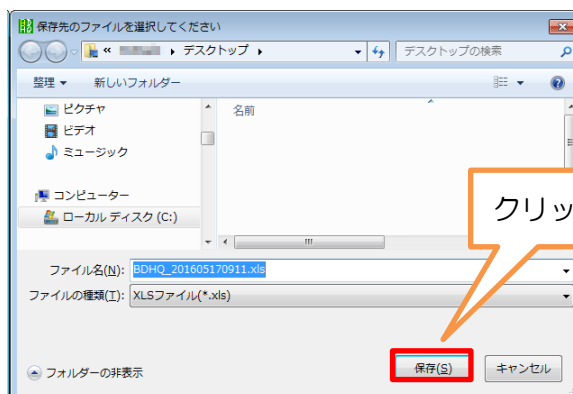 保存先のファイルを選択してください
« ▸ デスクトップ ▸ デスクトップの検索
整理 ▼ 新しいフォルダー
ピクチャ 名前
ビデオ
ミュージック
コンピューター
ローカル ディスク (C:)
クリッ
ファイル名(N): BDHQ_201605170911.xls
ファイルの種類(T): XLSファイル(*.xls)
フォルダーの非表示 保存(S) キャンセル